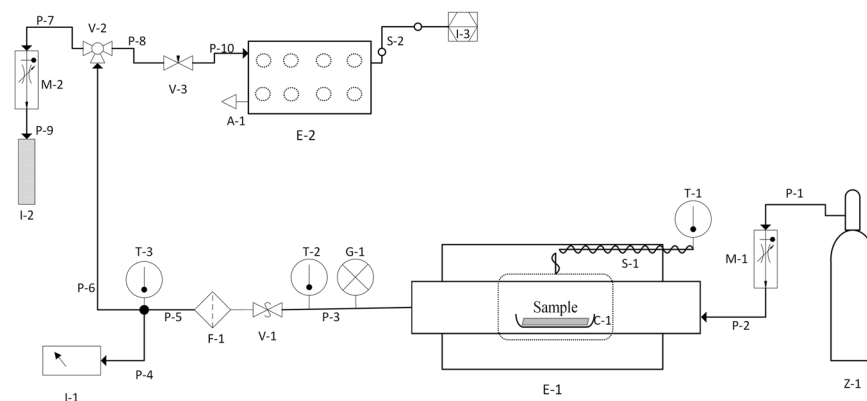 P-7
V-2
P-8
P-10
S-2
I-3
M-2
V-3
A-1
E-2
P-9
I-2
T-1
P-1
T-3
T-2
G-1
S-1
M-1
P-6
Sample
C-1
P-5
F-1
V-1
P-3
P-2
P-4
E-1
Z-1
I-1